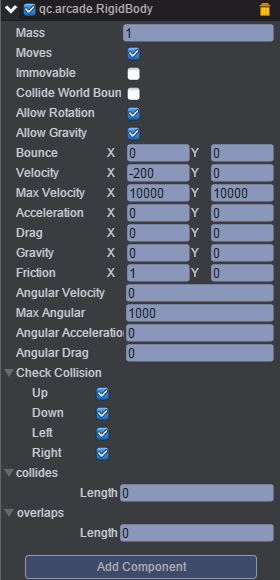 qc.arcade.RigidBody
Mass 1
Moves
Immovable
Collide World Boun
Allow Rotation
Allow Gravity
Bounce X 0 Y 0
Velocity X -200 Y 0
Max Velocity X 10000 Y 10000
Acceleration X 0 Y 0
Drag X 0 Y 0
Gravity X 0 Y 0
Friction X 1 Y 0
Angular Velocity 0
Max Angular 1000
Angular Acceleratio 0
Angular Drag 0
Check Collision
Up
Down
Left
Right
collides
Length 0
overlaps
Length 0
Add Component